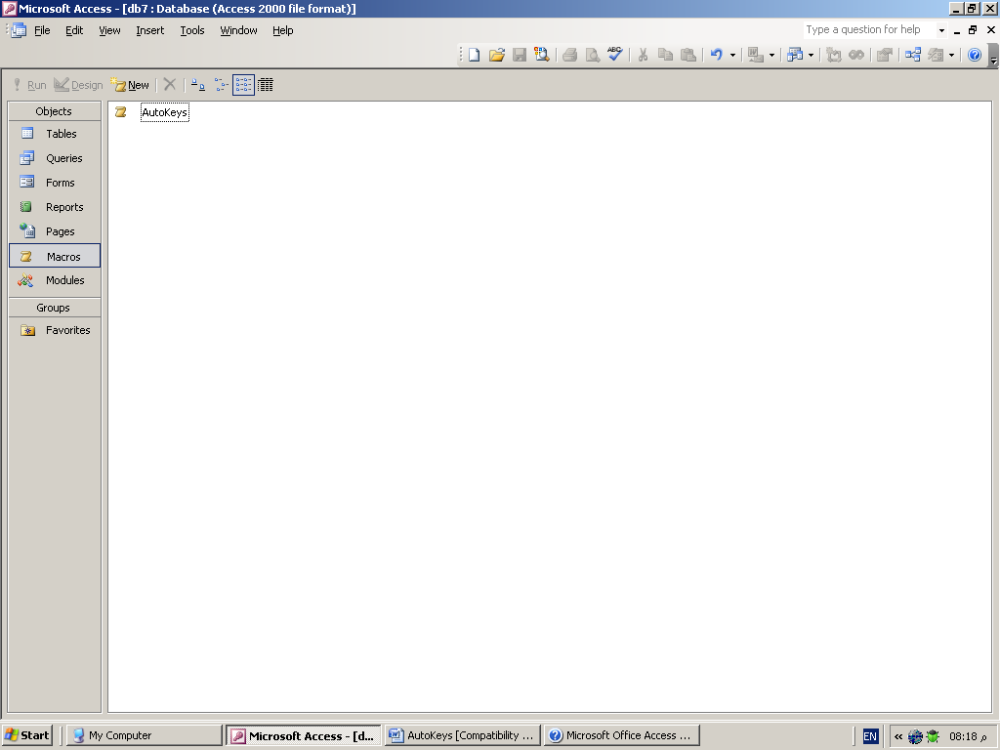 Microsoft Access - [db7 : Database (Access 2000 file format)]
File Edit View Insert Tools Window Help
Type a question for help
ABC
Run Design New
AutoKeys
Objects
Tables
Queries
Forms
Reports
Pages
Macros
Modules
Groups
Favorites
Start My Computer Microsoft Access - [d... AutoKeys [Compatibility ... Microsoft Office Access ... EN « 08:18 م